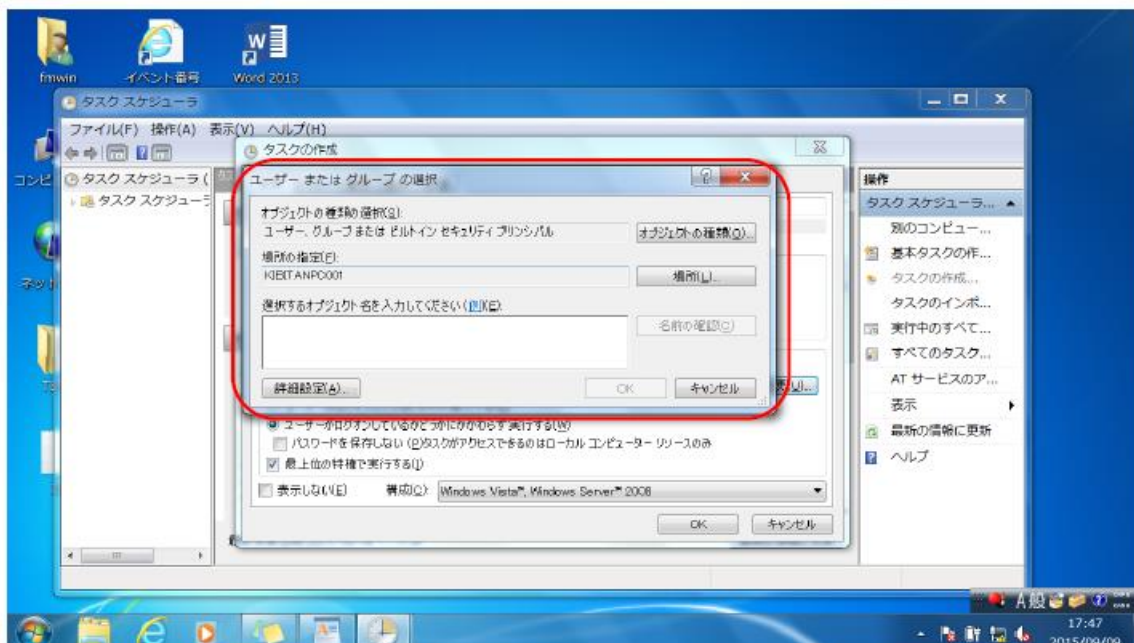 fmwin
イベント番号
Word 2013
タスク スケジューラ
ファイル(F) 操作(A) 表示(V) ヘルプ(H)
タスク スケジューラ (
タスク スケジューラ
タスクの作成
ユーザー または グループ の選択
オブジェクトの種類の選択(S):
ユーザー、グループ または ビルトイン セキュリティ プリンシパル
オブジェクトの種類(O)...
場所の指定(F):
KIBITANPC001
場所(L)...
選択するオブジェクト名を入力してください (例)(E):
名前の確認(C)
詳細設定(A)...
OK
キャンセル
ユーザーがログオンしているかどうかにかかわらず実行する(W)
パスワードを保存しない (P)(タスクがアクセスできるのはローカル コンピューター リソースのみ
最上位の特権で実行する(I)
表示しない(E)
構成(C):
Windows Vista™, Windows Server™ 2008
OK
キャンセル
操作
タスク スケジューラ...
別のコンピュー...
基本タスクの作...
タスクの作成...
タスクのインポ...
実行中のすべて...
すべてのタスク...
AT サービスのア...
表示
最新の情報に更新
ヘルプ
コンピ
ネット
A 般
17:47
2015/09/09